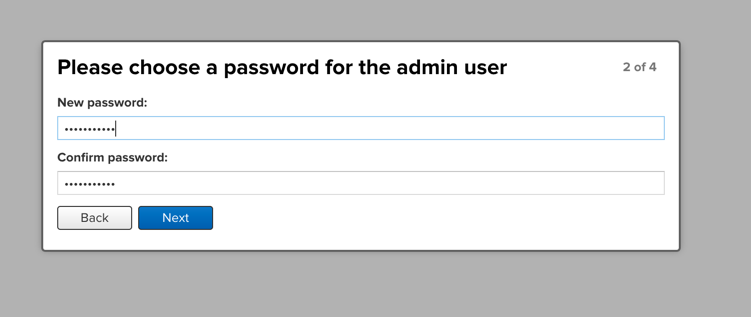 Please choose a password for the admin user
2 of 4
New password:
•••••••••••
Confirm password:
•••••••••••
Back
Next